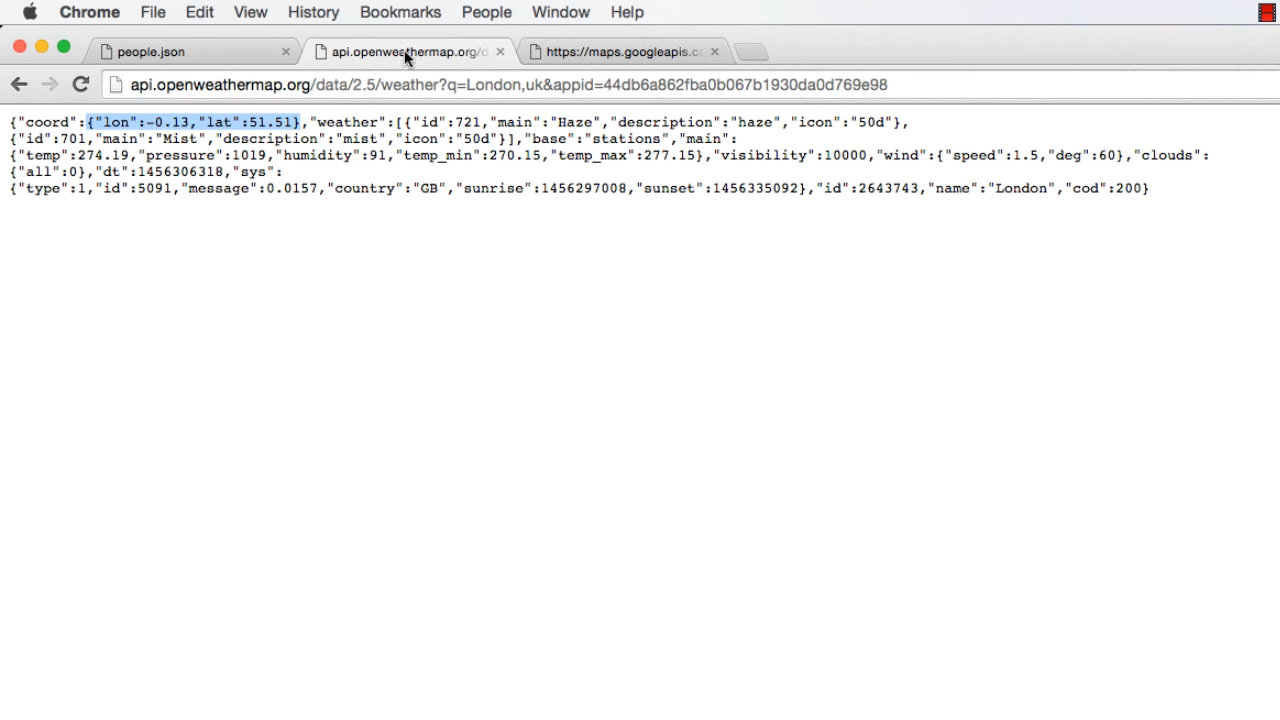 Chrome File Edit View History Bookmarks People Window Help
people.json api.openweathermap.org/ https://maps.googleapis.c
api.openweathermap.org/data/2.5/weather?q=London,uk&appid=44db6a862fba0b067b1930da0d769e98
{"coord":{"lon":-0.13,"lat":51.51},"weather":[{"id":721,"main":"Haze","description":"haze","icon":"50d"},
{"id":701,"main":"Mist","description":"mist","icon":"50d"}],"base":"stations","main":
{"temp":274.19,"pressure":1019,"humidity":91,"temp_min":270.15,"temp_max":277.15},"visibility":10000,"wind":{"speed":1.5,"deg":60},"clouds":
{"all":0},"dt":1456306318,"sys":
{"type":1,"id":5091,"message":0.0157,"country":"GB","sunrise":1456297008,"sunset":1456335092},"id":2643743,"name":"London","cod":200}